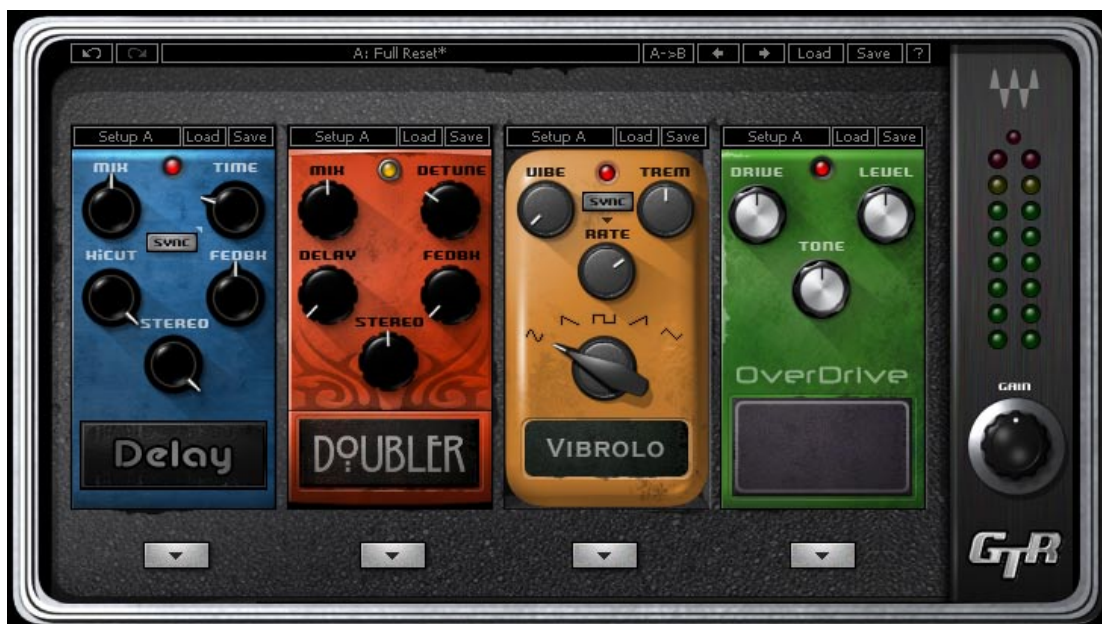 A: Full Reset* A->B Load Save ?
Setup A Load Save Setup A Load Save Setup A Load Save Setup A Load Save
MIX TIME MIX DETUNE VIBE TREM DRIVE LEVEL
SYNC
SYNC
RATE
HiCUT FEDBK DELAY FEDBK TONE
STEREO STEREO
OverDrive
GAIN
Delay DOUBLER VIBROLO
GTR